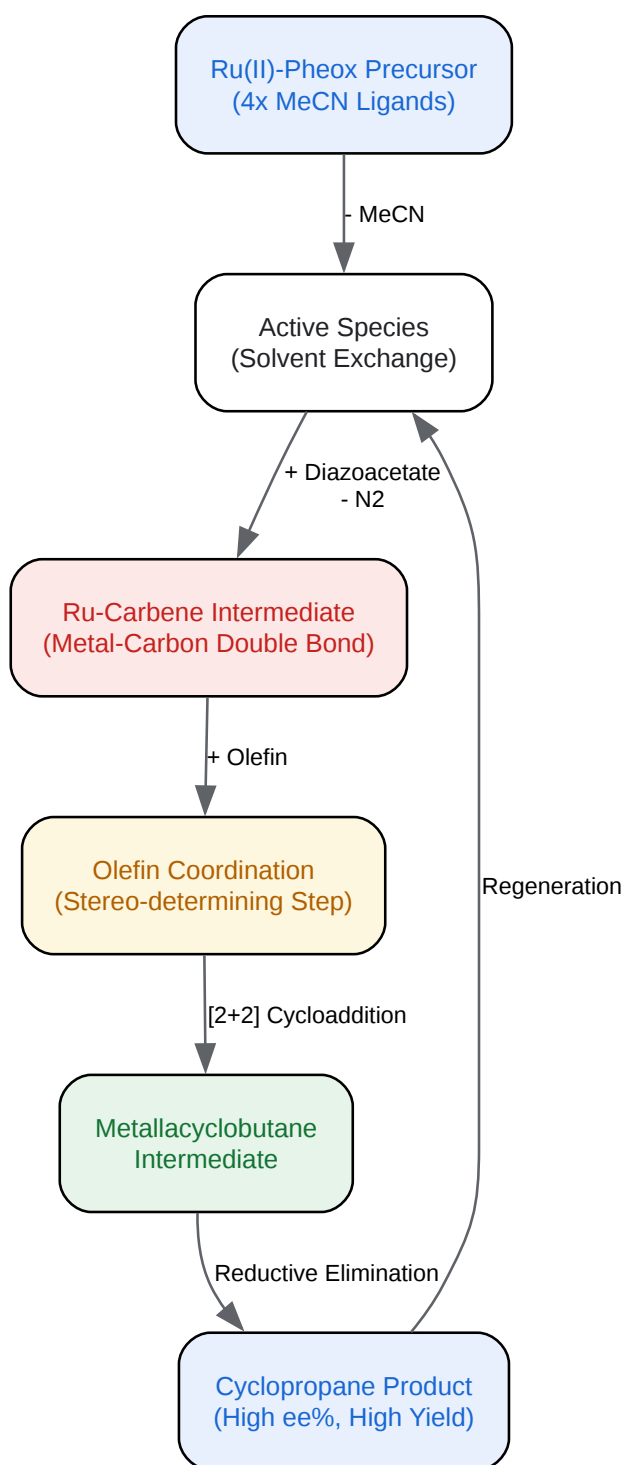 Ru(II)-Pheox Precursor
(4x MeCN Ligands)
- MeCN
Active Species
(Solvent Exchange)
+ Diazoacetate
- N2
Ru-Carbene Intermediate
(Metal-Carbon Double Bond)
+ Olefin
Olefin Coordination
(Stereo-determining Step)
Regeneration
[2+2] Cycloaddition
Metallacyclobutane
Intermediate
Reductive Elimination
Cyclopropane Product
(High ee%, High Yield)